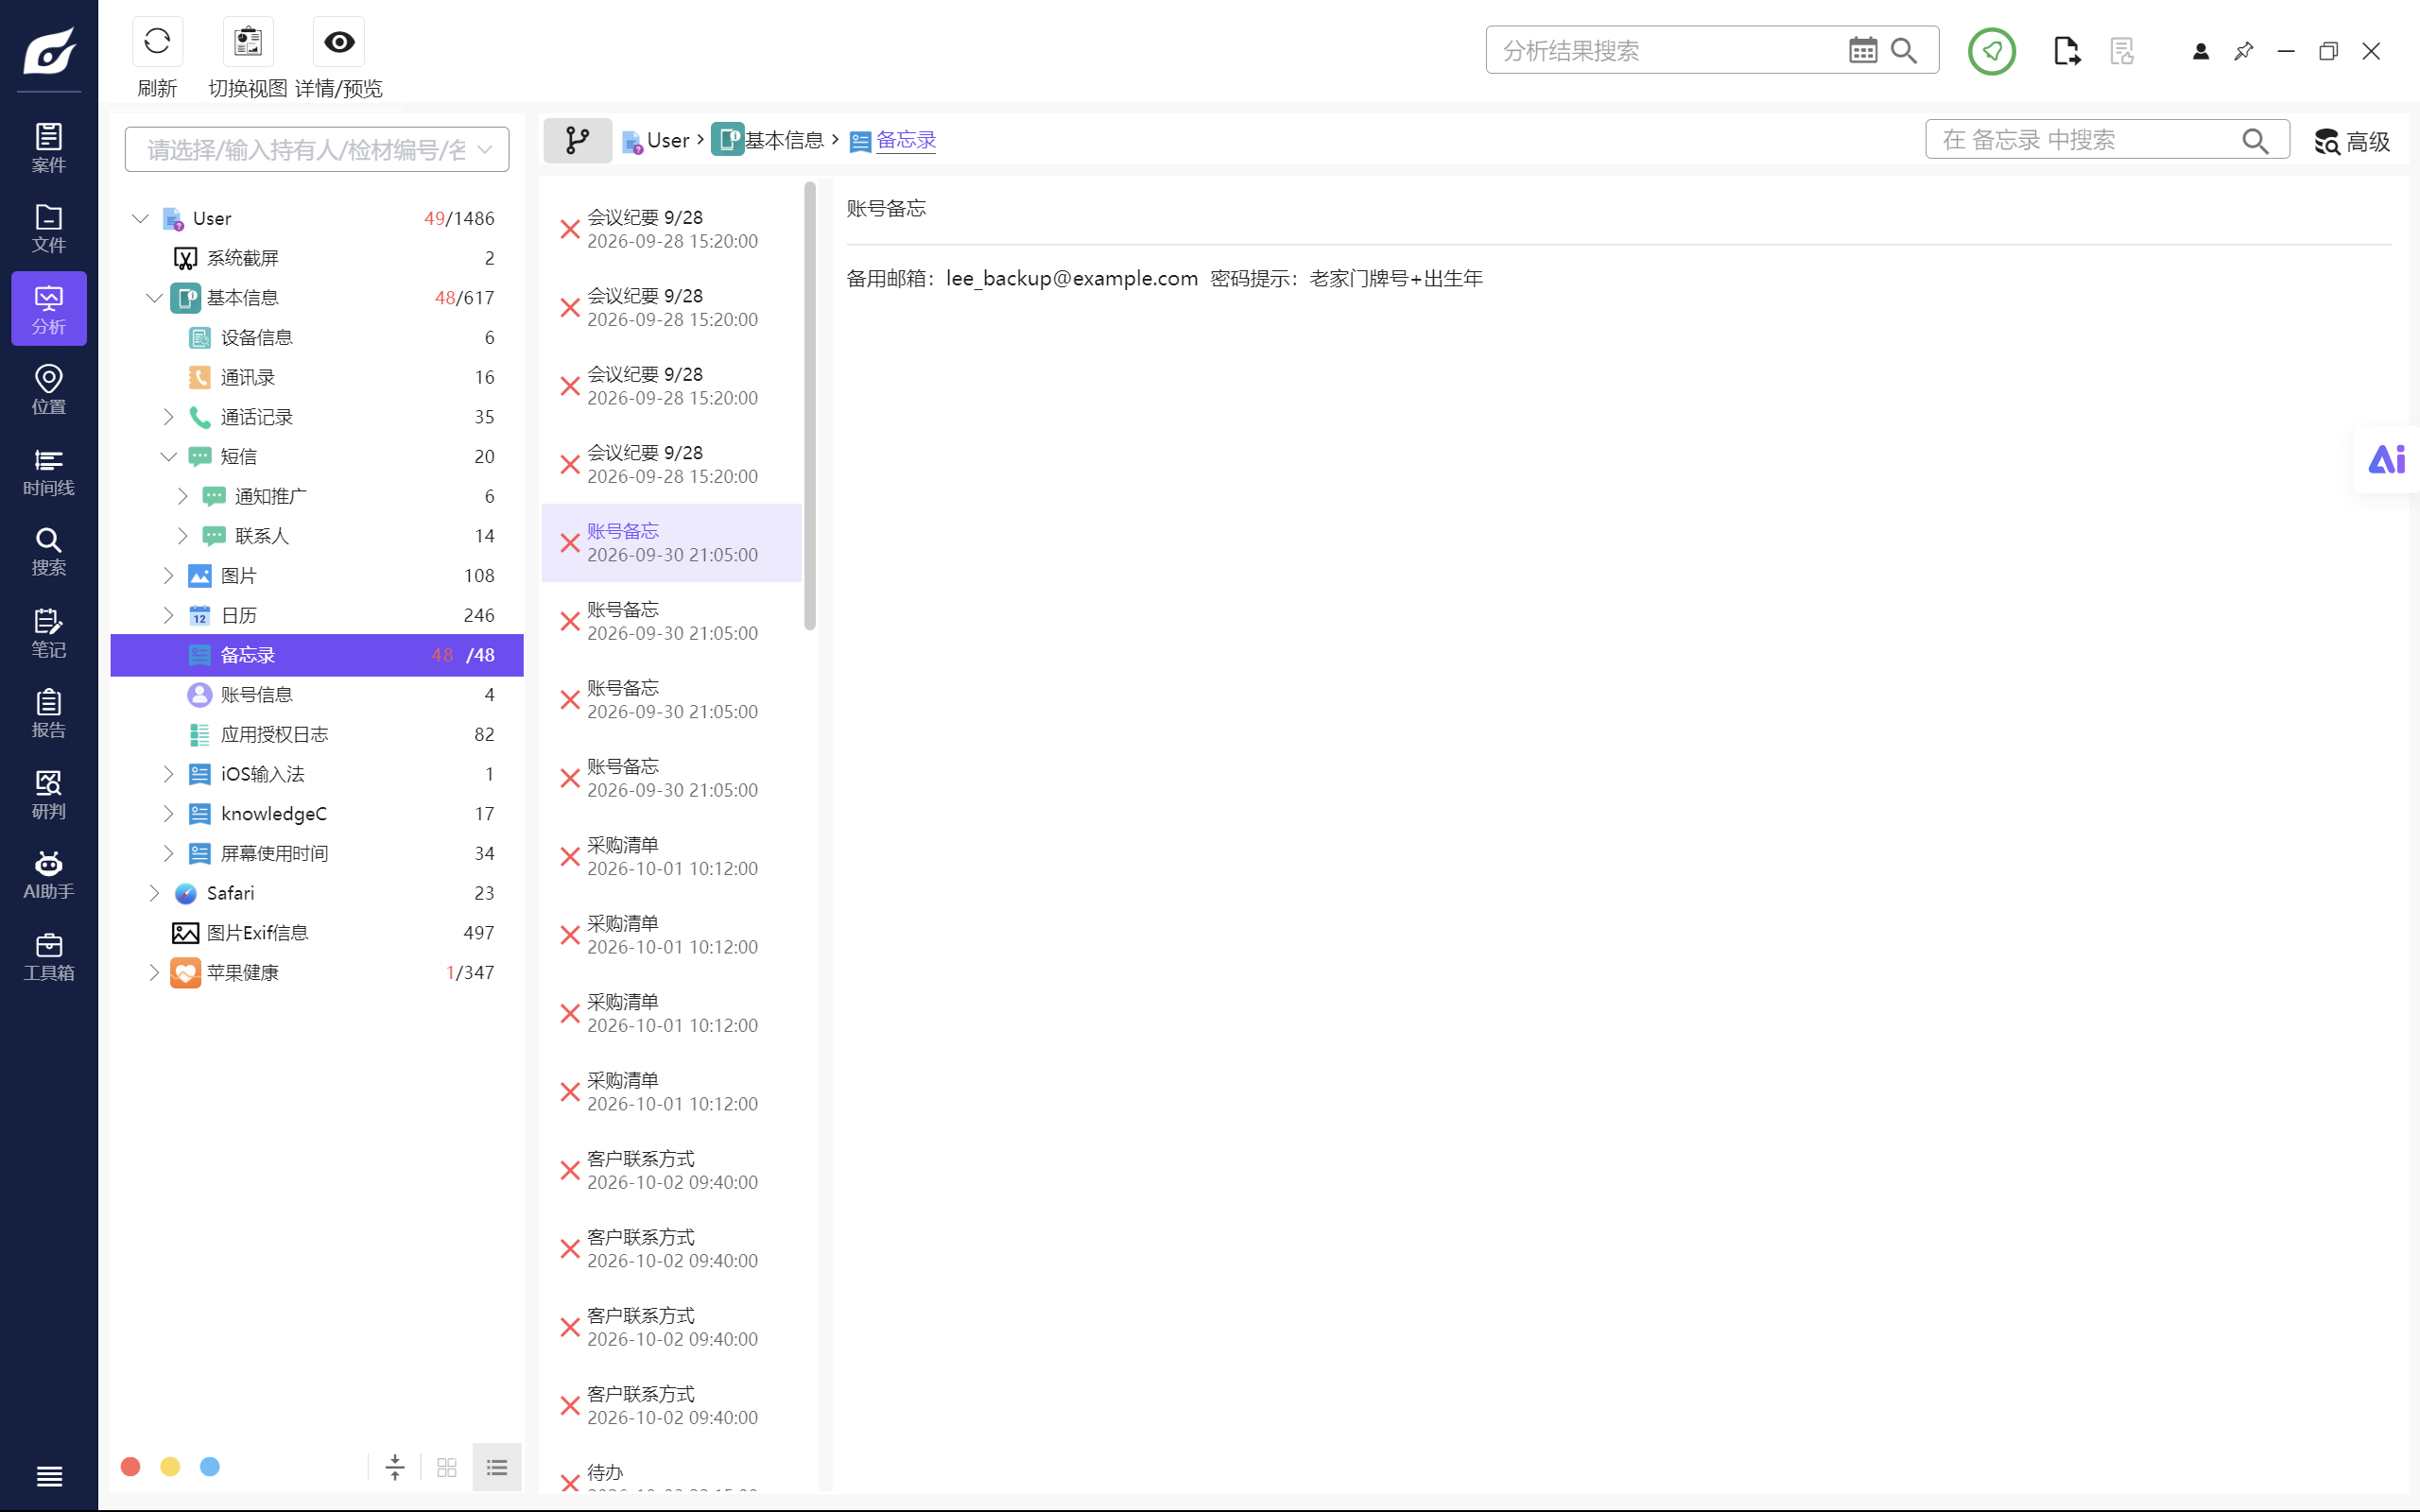 刷新
切换视图
详情/预览
分析结果搜索
案件
文件
分析
位置
时间线
搜索
笔记
报告
研判
AI助手
工具箱
请选择/输入持有人/检材编号/名
User 49/1486
系统截屏 2
基本信息 48/617
设备信息 6
通讯录 16
通话记录 35
短信 20
通知推广 6
联系人 14
图片 108
12 日历 246
备忘录 48 /48
账号信息 4
应用授权日志 82
iOS输入法 1
knowledgeC 17
屏幕使用时间 34
Safari 23
图片Exif信息 497
苹果健康 1/347
User › 基本信息 › 备忘录
在 备忘录 中搜索
高级
会议纪要 9/28
2026-09-28 15:20:00
会议纪要 9/28
2026-09-28 15:20:00
会议纪要 9/28
2026-09-28 15:20:00
会议纪要 9/28
2026-09-28 15:20:00
账号备忘
2026-09-30 21:05:00
账号备忘
2026-09-30 21:05:00
账号备忘
2026-09-30 21:05:00
账号备忘
2026-09-30 21:05:00
采购清单
2026-10-01 10:12:00
采购清单
2026-10-01 10:12:00
采购清单
2026-10-01 10:12:00
采购清单
2026-10-01 10:12:00
客户联系方式
2026-10-02 09:40:00
客户联系方式
2026-10-02 09:40:00
客户联系方式
2026-10-02 09:40:00
客户联系方式
2026-10-02 09:40:00
待办
账号备忘
备用邮箱：lee_backup@example.com 密码提示：老家门牌号+出生年
Ai